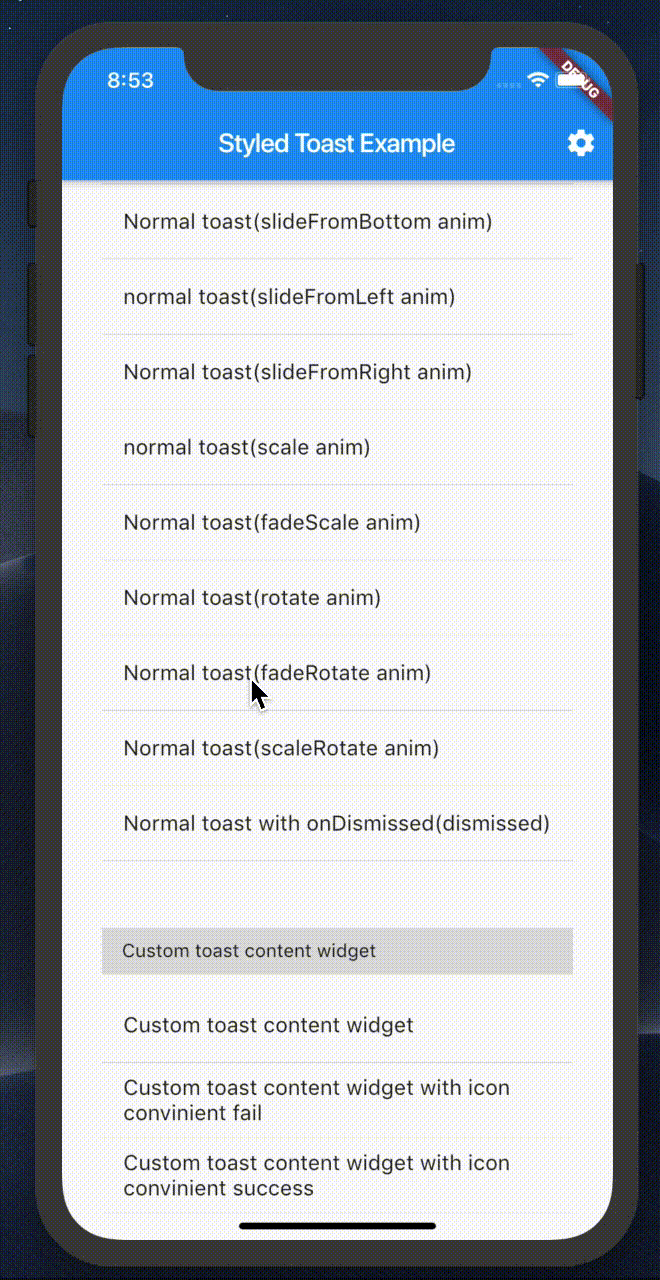 8:53
DEBUG
Styled Toast Example
Normal toast(slideFromBottom anim)
normal toast(slideFromLeft anim)
Normal toast(slideFromRight anim)
normal toast(scale anim)
Normal toast(fadeScale anim)
Normal toast(rotate anim)
Normal toast(fadeRotate anim)
Normal toast(scaleRotate anim)
Normal toast with onDismissed(dismissed)
Custom toast content widget
Custom toast content widget
Custom toast content widget with icon
convinient fail
Custom toast content widget with icon
convinient success